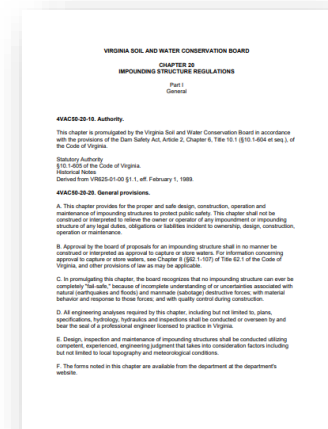 VIRGINIA SOIL AND WATER CONSERVATION BOARD
CHAPTER 20
IMPOUNDING STRUCTURE REGULATIONS
Part I
General
4VAC50-20-10. Authority.
This chapter is promulgated by the Virginia Soil and Water Conservation Board in accordance
with the provisions of the Dam Safety Act, Article 2, Chapter 6, Title 10.1 (§10.1-604 et seq.), of
the Code of Virginia.
Statutory Authority
§10.1-605 of the Code of Virginia.
Historical Notes
Derived from VR625-01-00 §1.1, eff. February 1, 1989.
4VAC50-20-20. General provisions.
A. This chapter provides for the proper and safe design, construction, operation and
maintenance of impounding structures to protect public safety. This chapter shall not be
construed or interpreted to relieve the owner or operator of any impoundment or impounding
structure of any legal duties, obligations or liabilities incident to ownership, design, construction,
operation or maintenance.
B. Approval by the board of proposals for an impounding structure shall in no manner be
construed or interpreted as approval to capture or store waters. For information concerning
approval to capture or store waters, see Chapter 8 (§62.1-107) of Title 62.1 of the Code of
Virginia, and other provisions of law as may be applicable.
C. In promulgating this chapter, the board recognizes that no impounding structure can ever be
completely "fail-safe," because of incomplete understanding of or uncertainties associated with
natural (earthquakes and floods) and manmade (sabotage) destructive forces; with material
behavior and response to those forces; and with quality control during construction.
D. All engineering analyses required by this chapter, including but not limited to, plans,
specifications, hydrology, hydraulics and inspections shall be conducted or overseen by and
bear the seal of a professional engineer licensed to practice in Virginia.
E. Design, inspection and maintenance of impounding structures shall be conducted utilizing
competent, experienced, engineering judgment that takes into consideration factors including
but not limited to local topography and meteorological conditions.
F. The forms noted in this chapter are available from the department at the department's
website.